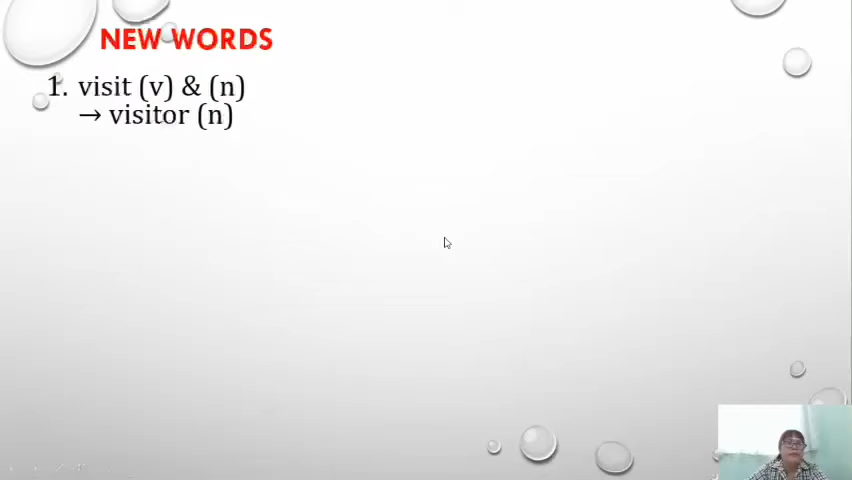 NEW WORDS
1. visit (v) & (n)
→ visitor (n)